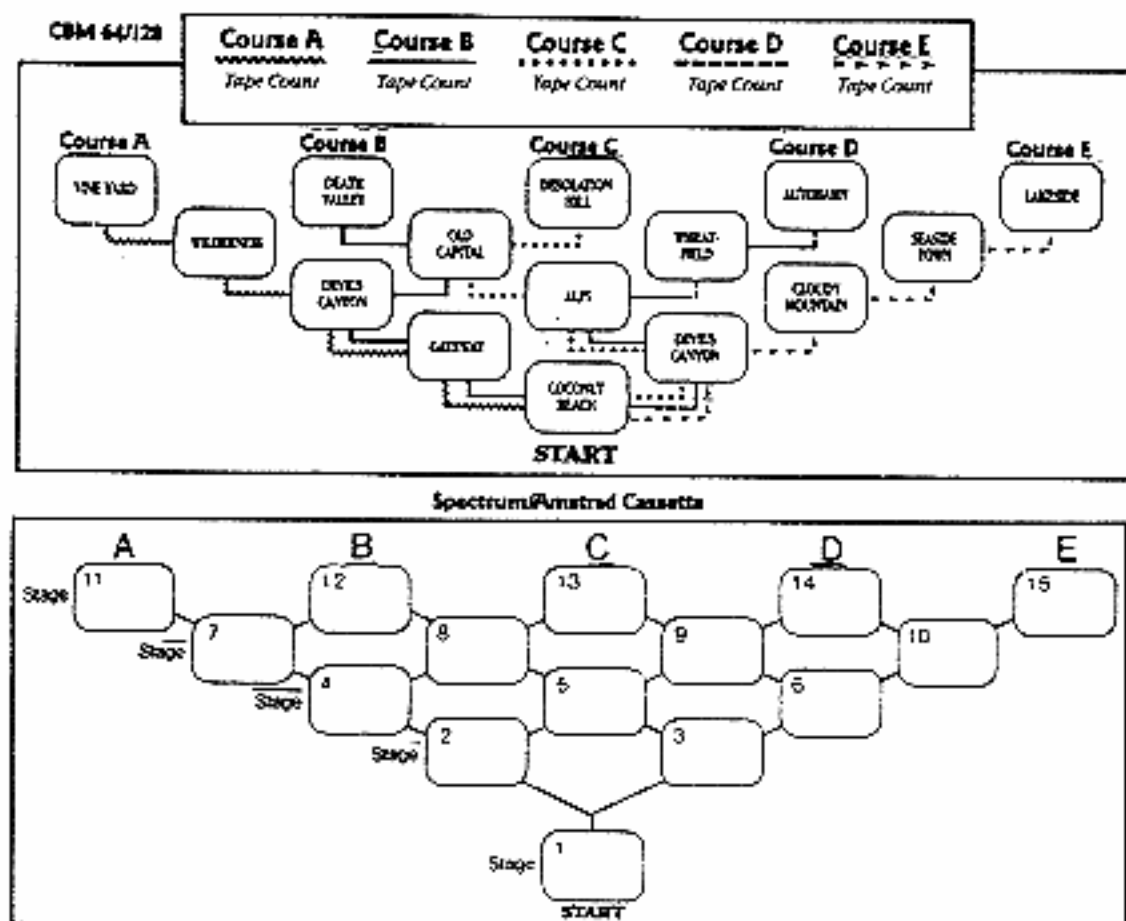 CBM 64/128
Course A Course B Course C Course D Course E
Tape Count Tape Count Tape Count Tape Count Tape Count
Course A Course B Course C Course D Course E
VINE YARD
DEATH
VALLEY
DESOLATION
HILL
AUTOBAHN
LAKESIDE
WILDERNESS
OLD
CAPITAL
WHEAT-
FIELD
SEASIDE
TOWN
DEVILS
CANYON
ALPS
CLOUDY
MOUNTAIN
GATEWAY
DEVILS
CANYON
COCONUT
BEACH
START
Spectrum/Amstrad Cassette
A B C D E
Stage 11 12 13 14 15
Stage 7 8 9 10
Stage 4 5 6
Stage 2 3
Stage 1
START